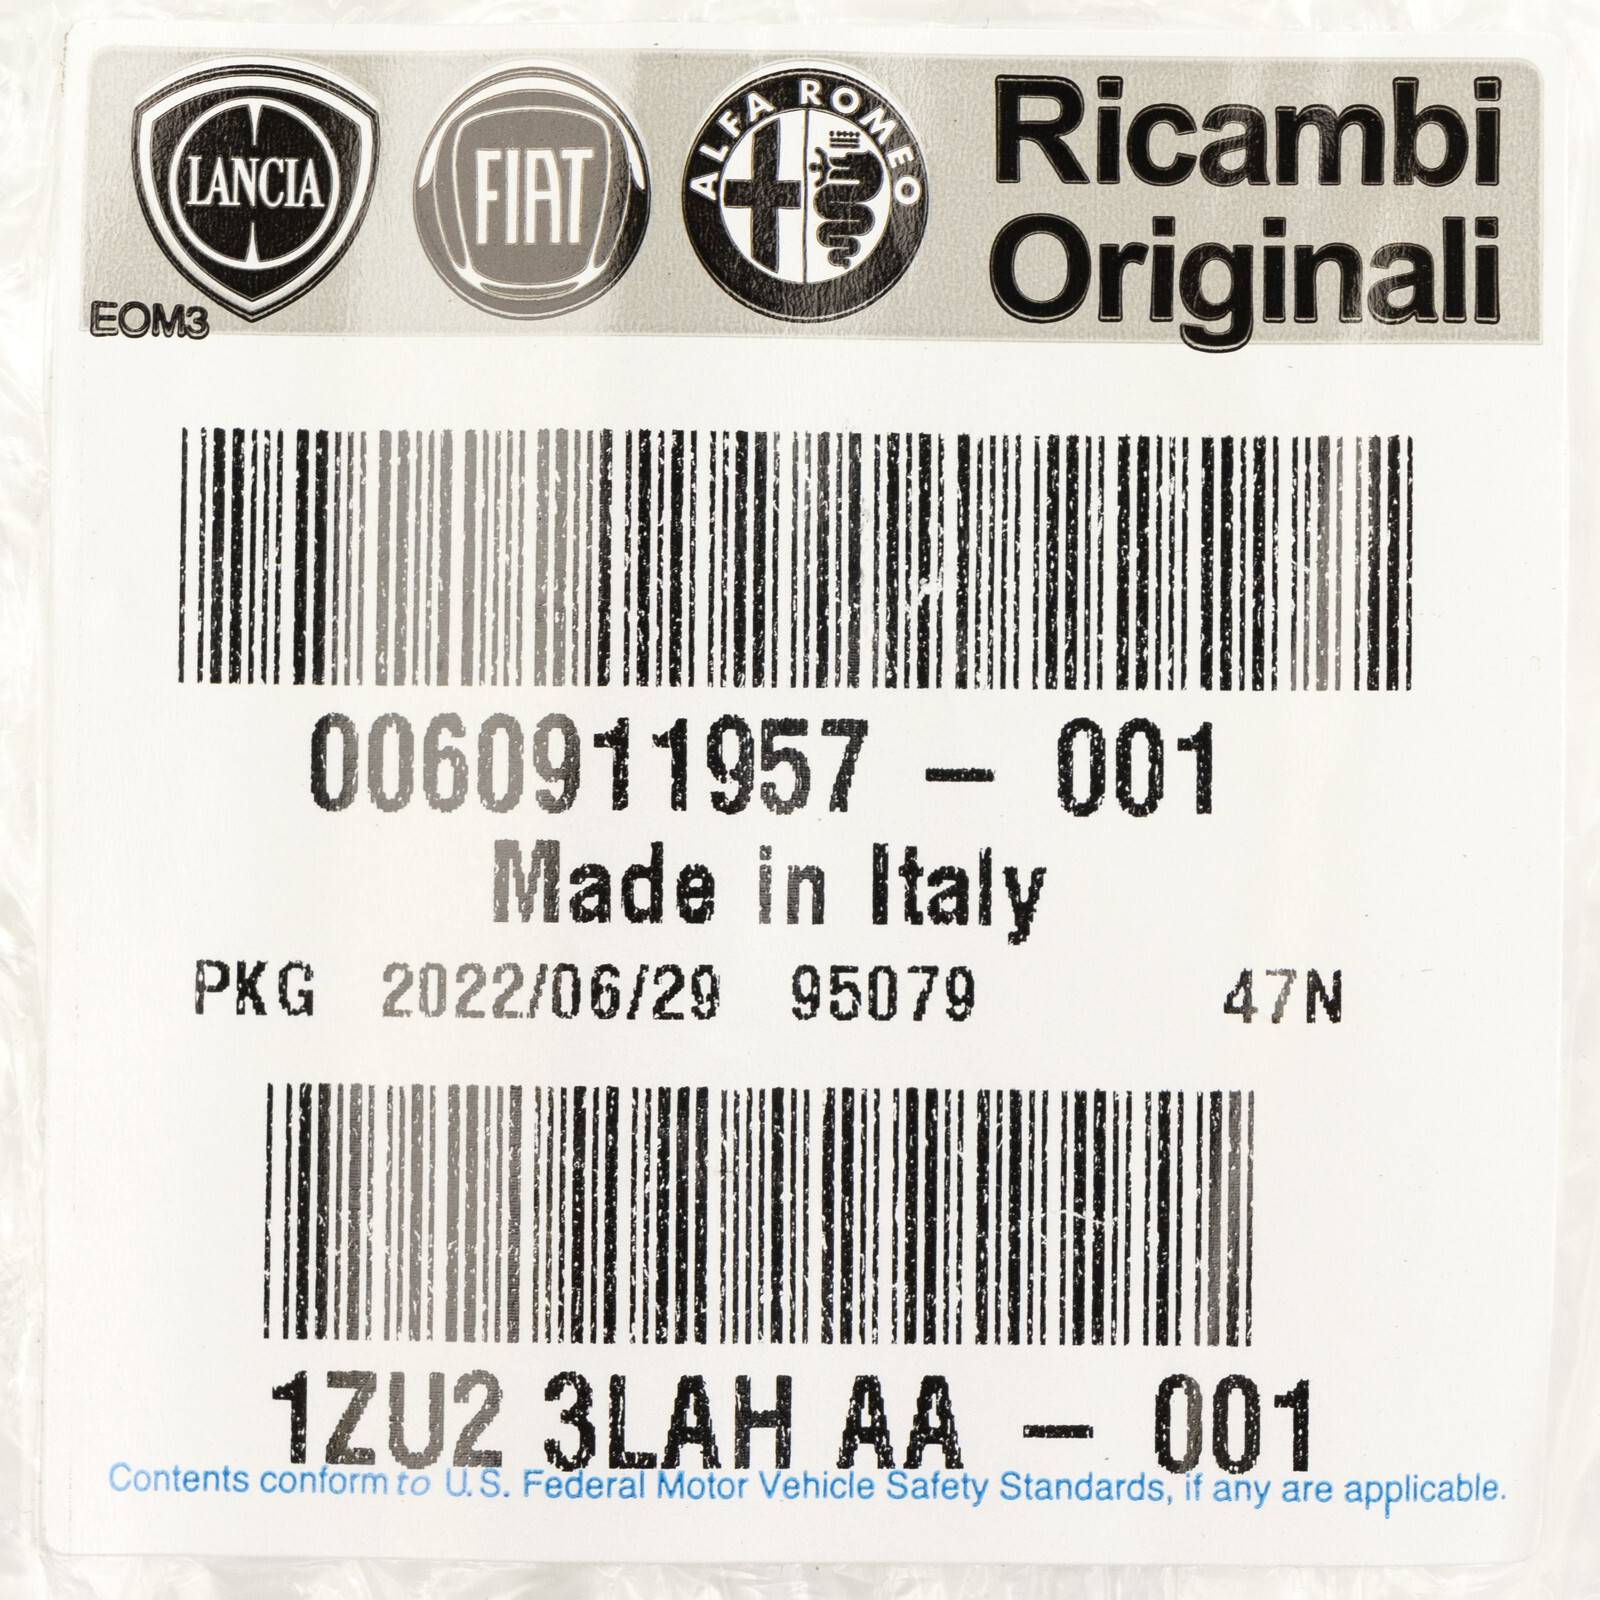 LANCIA
FIAT
ALFA ROMEO
Ricambi
Originali
EOM3
0060911957 - 001
Made in Italy
PKG 2022/06/29 95079 47N
1ZU2 3LAH AA - 001
Contents conform to U.S. Federal Motor Vehicle Safety Standards, if any are applicable.